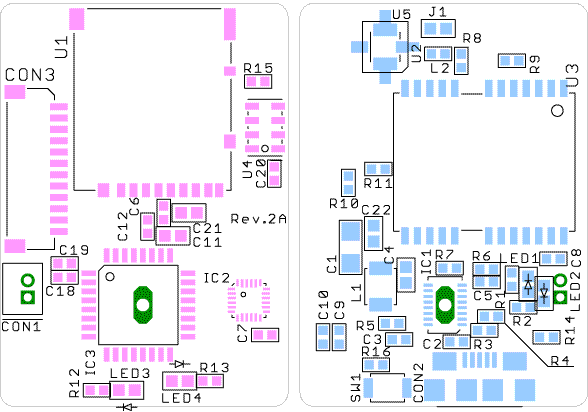 U1
CON3
R15
U4
C20
C6
C12
C21
C11
Rev.2A
C19
C18
CON1
IC3
IC2
C7
R12
LED3
LED4
R13
U5
J1
U2
L2
R8
R9
U3
R11
R10
C22
C1
C4
L1
IC1
R7
R6
C5
LED1
C8
LED2
R1
R2
R14
C10
C9
R5
C3
C2
R3
R4
R16
SW1
CON2